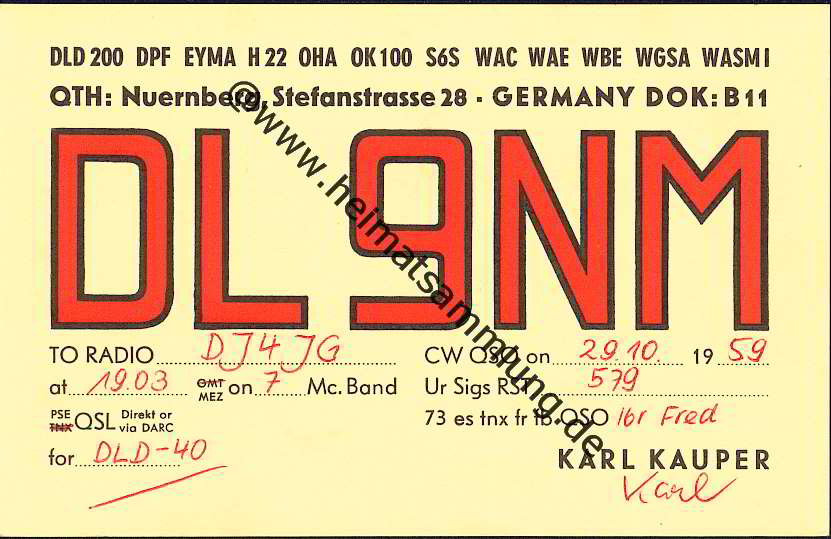 DLD 200 DPF EYMA H 22 OHA OK 100 S6S WAC WAE WBE WGSA WASM I
QTH: Nuernberg, Stefanstrasse 28 · GERMANY DOK: B 11
DL9NM
TO RADIO DJ4JG CW QSO on 29.10. 19 59
at 19.03 GMT MEZ on 7 Mc. Band Ur Sigs RST 579
PSE TNX QSL Direkt or via DARC 73 es tnx fr fb QSO lbr Fred
for DLD-40 KARL KAUPER
Karl
@www.heimatsammlung.de